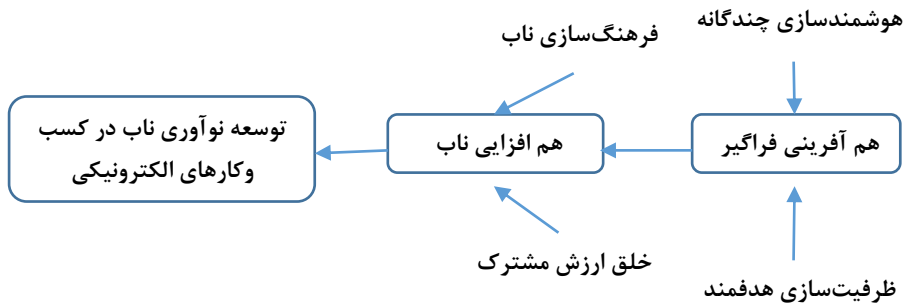 هوشمندسازی چندگانه
فرهنگ‌سازی ناب
هم آفرینی فراگیر
هم افزایی ناب
توسعه نوآوری ناب در کسب
وکارهای الکترونیکی
خلق ارزش مشترک
ظرفیت‌سازی هدفمند